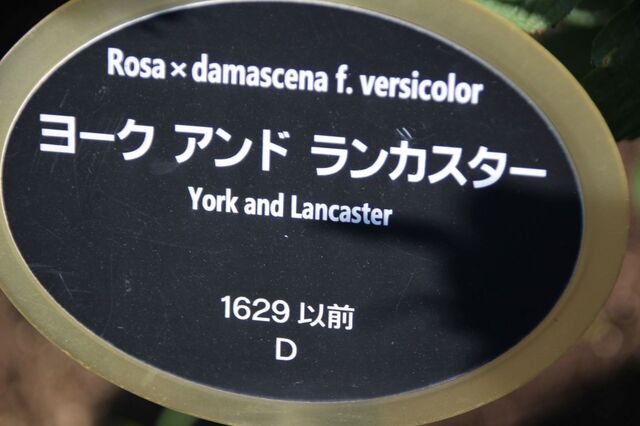 Rosa × damascena f. versicolor
ヨーク アンド ランカスター
York and Lancaster
1629 以前
D